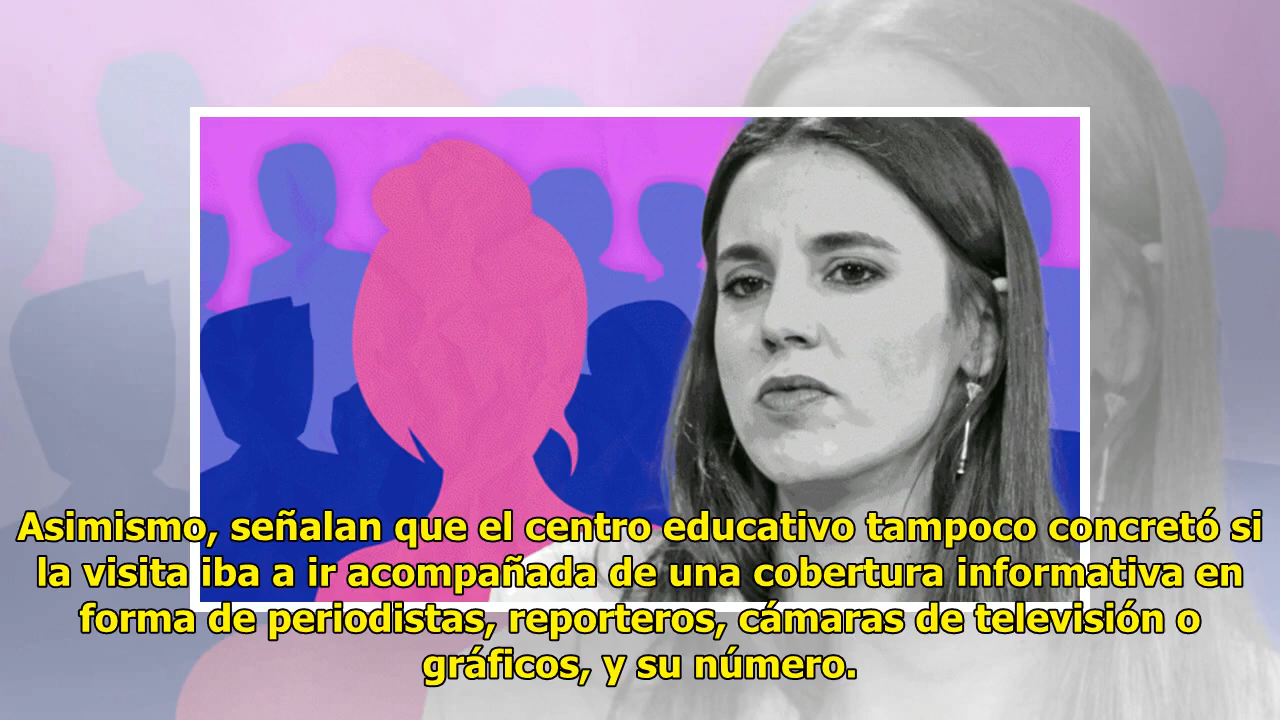 Asimismo, señalan que el centro educativo tampoco concretó si
la visita iba a ir acompañada de una cobertura informativa en
forma de periodistas, reporteros, cámaras de televisión o
gráficos, y su número.